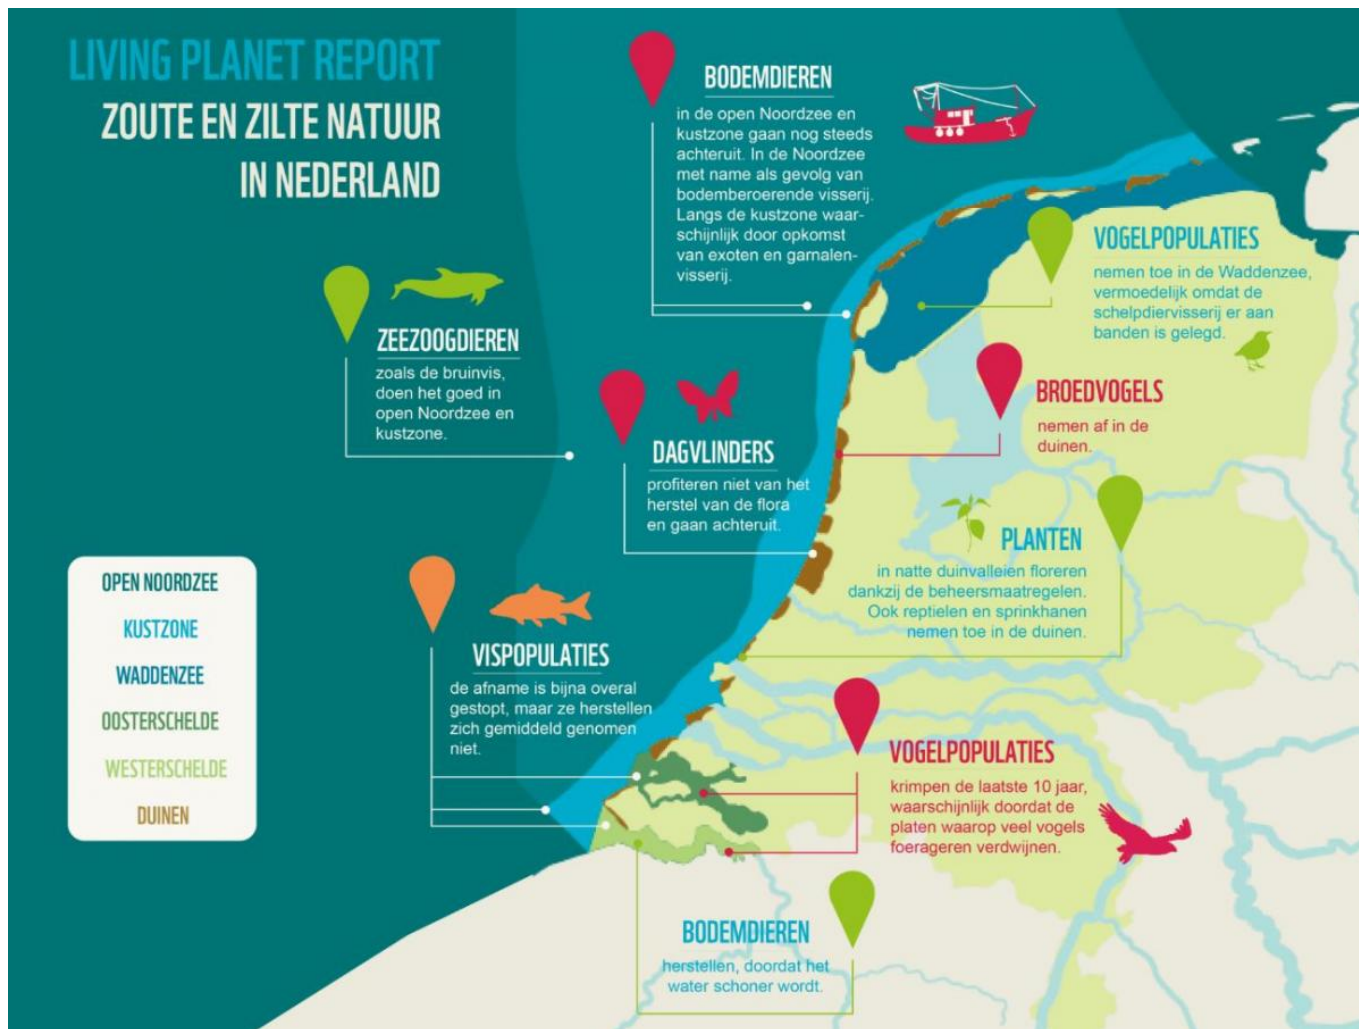 LIVING PLANET REPORT
ZOUTE EN ZILTE NATUUR
IN NEDERLAND
BODEMDIEREN
in de open Noordzee en
kustzone gaan nog steeds
achteruit. In de Noordzee
met name als gevolg van
bodemberoerende visserij.
Langs de kustzone waar-
schijnlijk door opkomst
van exoten en garnalen-
visserij.
VOGELPOPULATIES
nemen toe in de Waddenzee,
vermoedelijk omdat de
schelpdiervisserij er aan
banden is gelegd.
ZEEZOOGDIEREN
zoals de bruinvis,
doen het goed in
open Noordzee en
kustzone.
BROEDVOGELS
nemen af in de
duinen.
DAGVLINDERS
profiteren niet van het
herstel van de flora
en gaan achteruit.
PLANTEN
in natte duinvalleien floreren
dankzij de beheersmaatregelen.
Ook reptielen en sprinkhanen
nemen toe in de duinen.
OPEN NOORDZEE
KUSTZONE
WADDENZEE
OOSTERSCHELDE
WESTERSCHELDE
DUINEN
VISPOPULATIES
de afname is bijna overal
gestopt, maar ze herstellen
zich gemiddeld genomen
niet.
VOGELPOPULATIES
krimpen de laatste 10 jaar,
waarschijnlijk doordat de
platen waarop veel vogels
foerageren verdwijnen.
BODEMDIEREN
herstellen, doordat het
water schoner wordt.